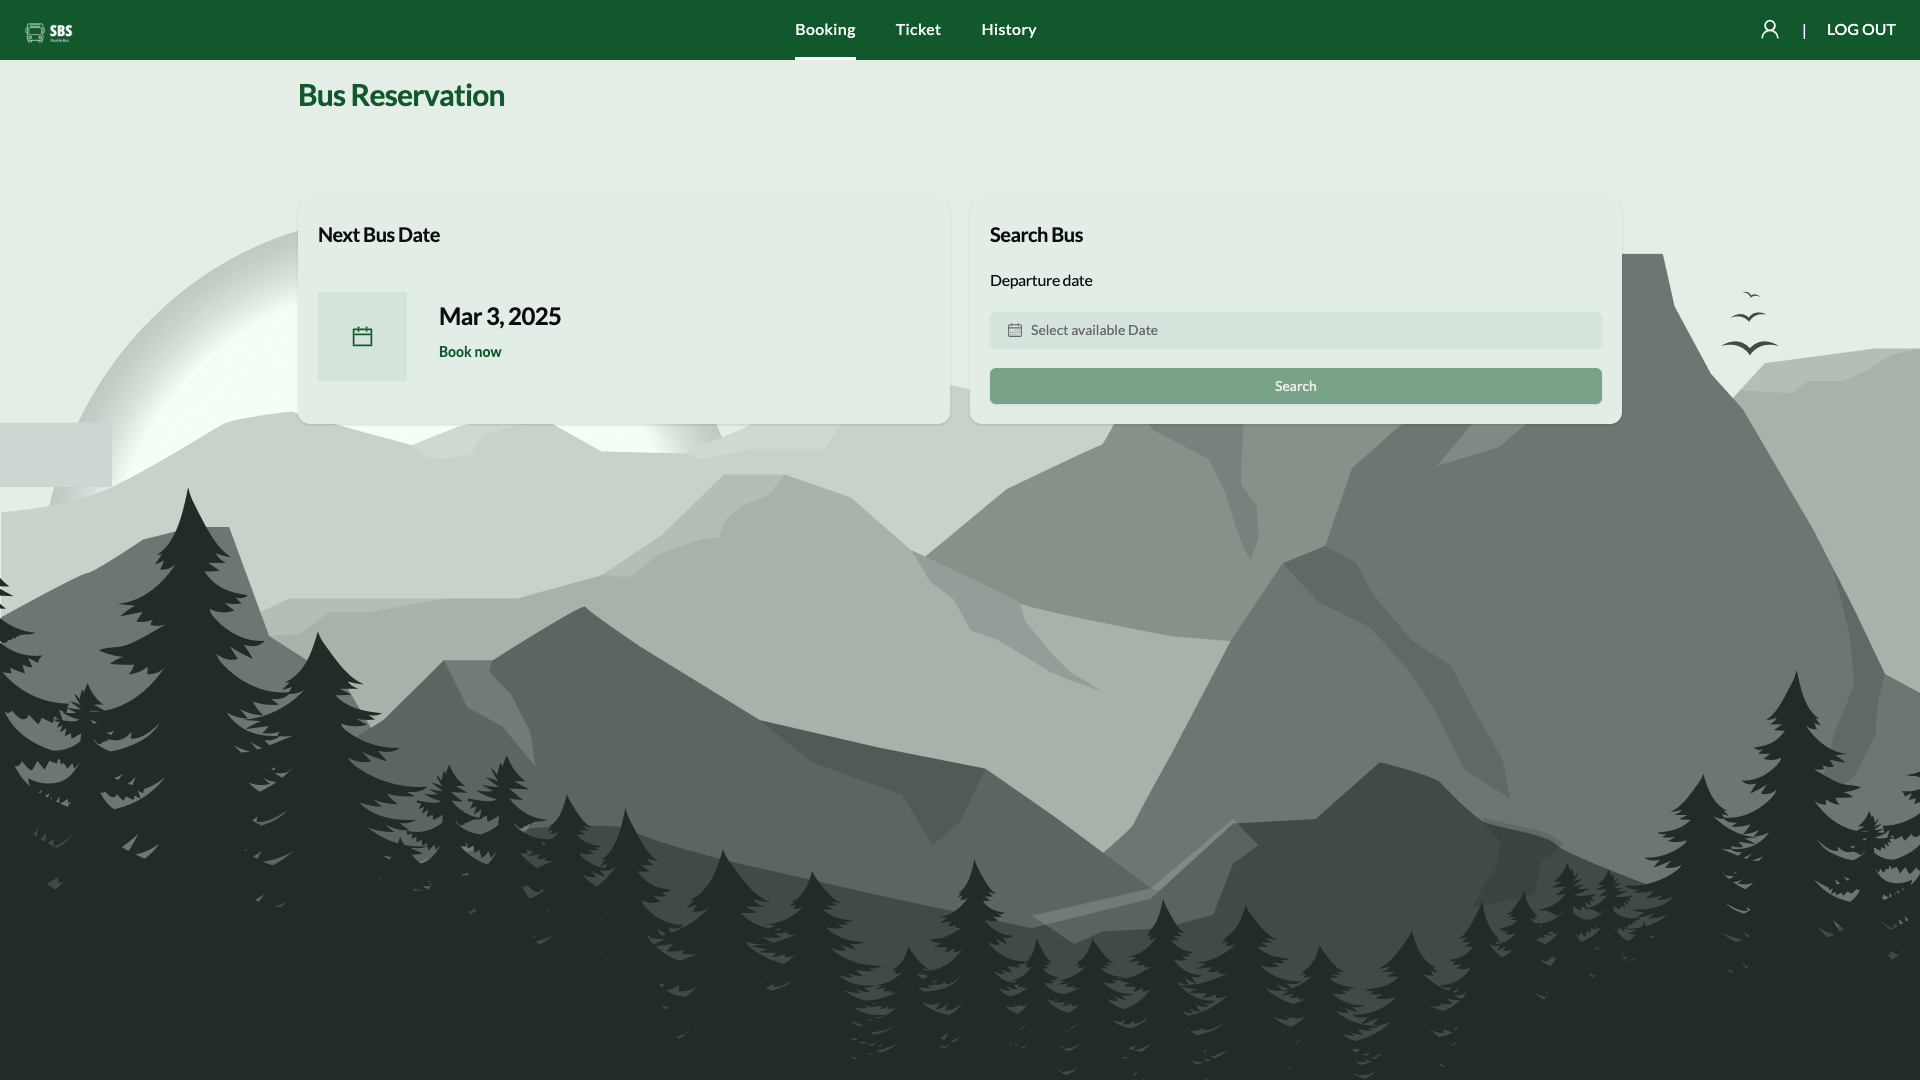 SBS
Booking
Ticket
History
|
LOG OUT
Bus Reservation
Next Bus Date
Mar 3, 2025
Book now
Search Bus
Departure date
Select available Date
Search